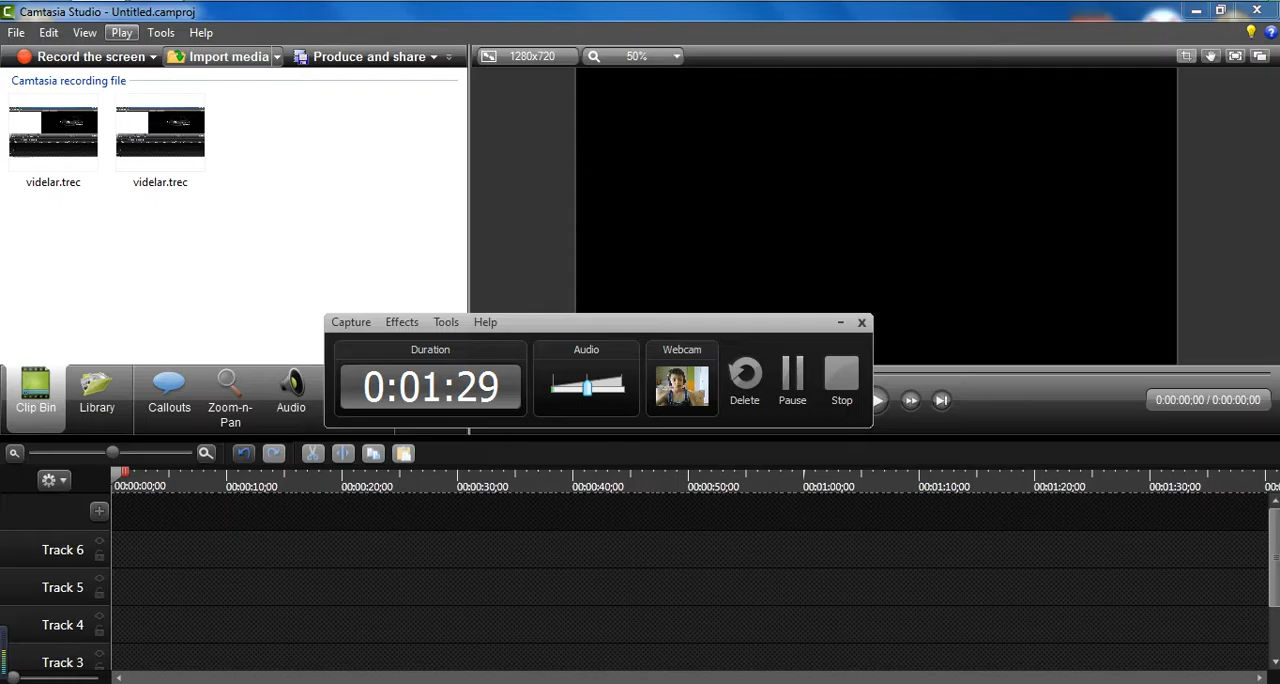 Camtasia Studio - Untitled.camproj
File Edit View Play Tools Help
Record the screen Import media Produce and share 1280x720 50%
Camtasia recording file
videlar.trec videlar.trec
Capture Effects Tools Help
Duration Audio Webcam
0:01:29
Delete Pause Stop
Clip Bin Library Callouts Zoom-n-Pan Audio
0:00:00;00 / 0:00:00;00
00:00:00;00 00:00:10;00 00:00:20;00 00:00:30;00 00:00:40;00 00:00:50;00 00:01:00;00 00:01:10;00 00:01:20;00 00:01:30;00
Track 6
Track 5
Track 4
Track 3